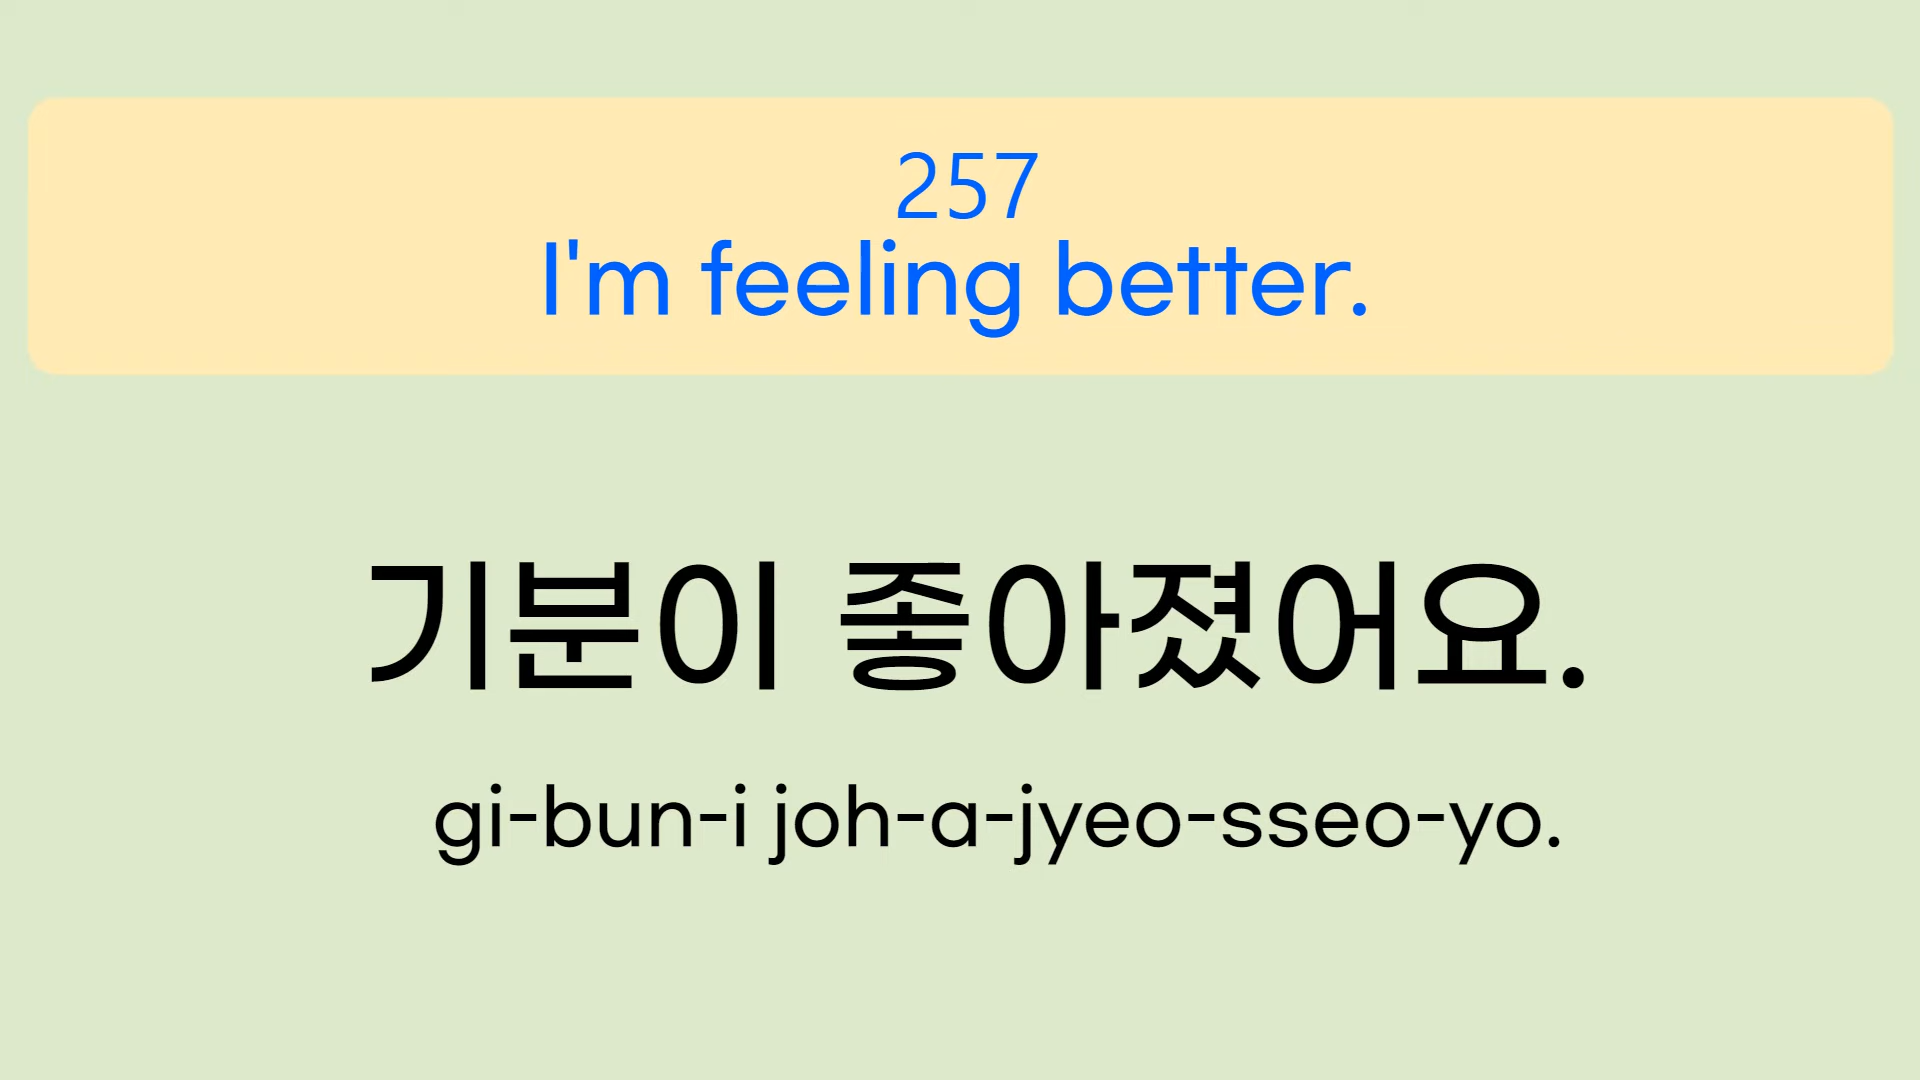 257
I'm feeling better.
기분이 좋아졌어요.
gi-bun-i joh-a-jyeo-sseo-yo.